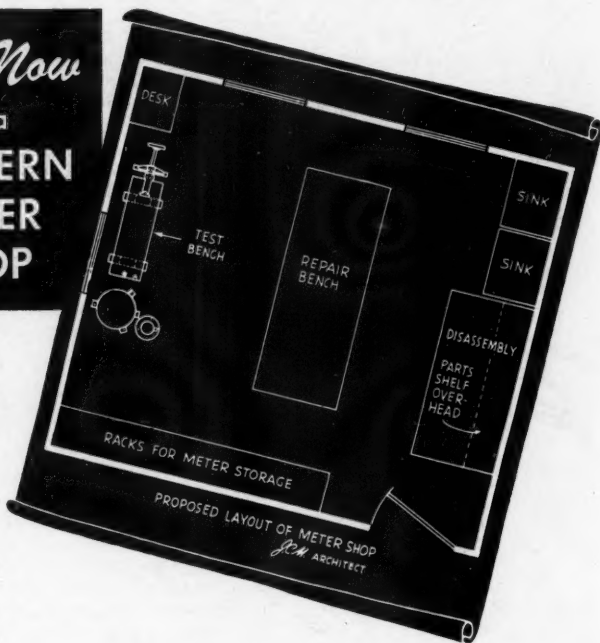 Now
a
ERN
ER
OP
DESK
TEST
BENCH
REPAIR
BENCH
SINK
SINK
DISASSEMBLY
PARTS
SHELF
OVER-
HEAD
RACKS FOR METER STORAGE
PROPOSED LAYOUT OF METER SHOP
J.C.M. ARCHITECT